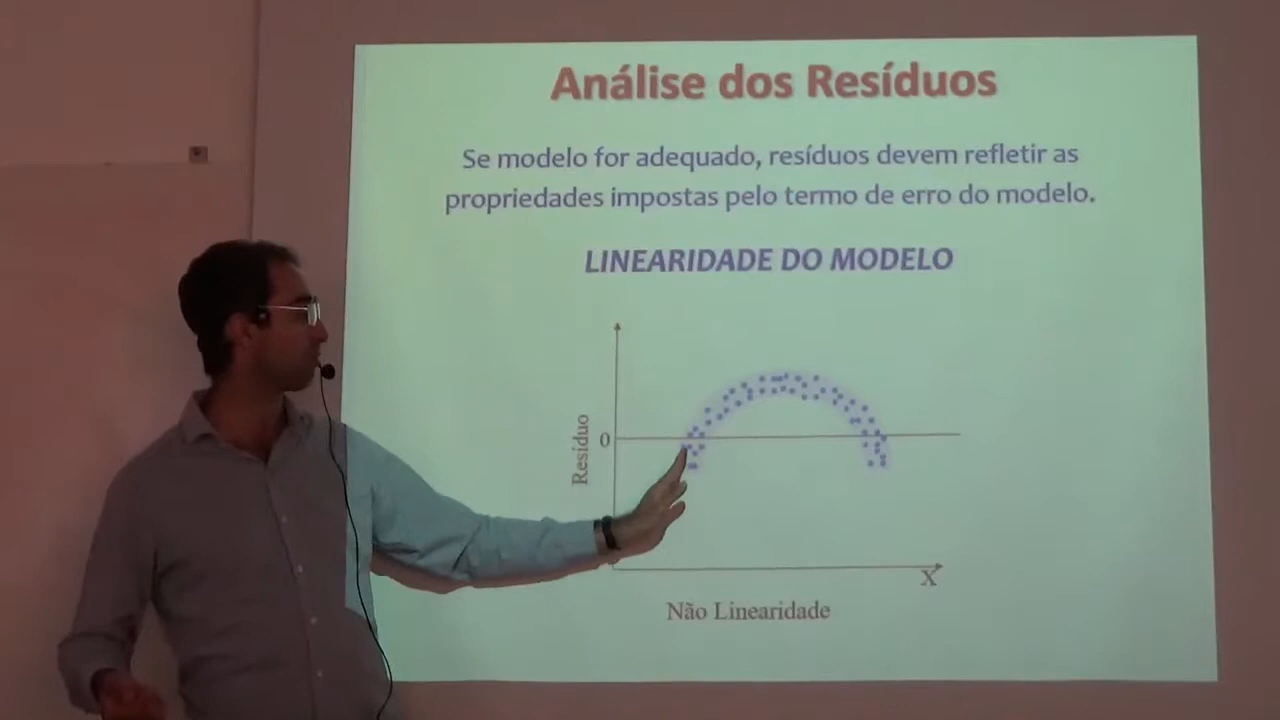 Análise dos Resíduos
Se modelo for adequado, resíduos devem refletir as
propriedades impostas pelo termo de erro do modelo.
LINEARIDADE DO MODELO
Resíduo
0
X
Não Linearidade